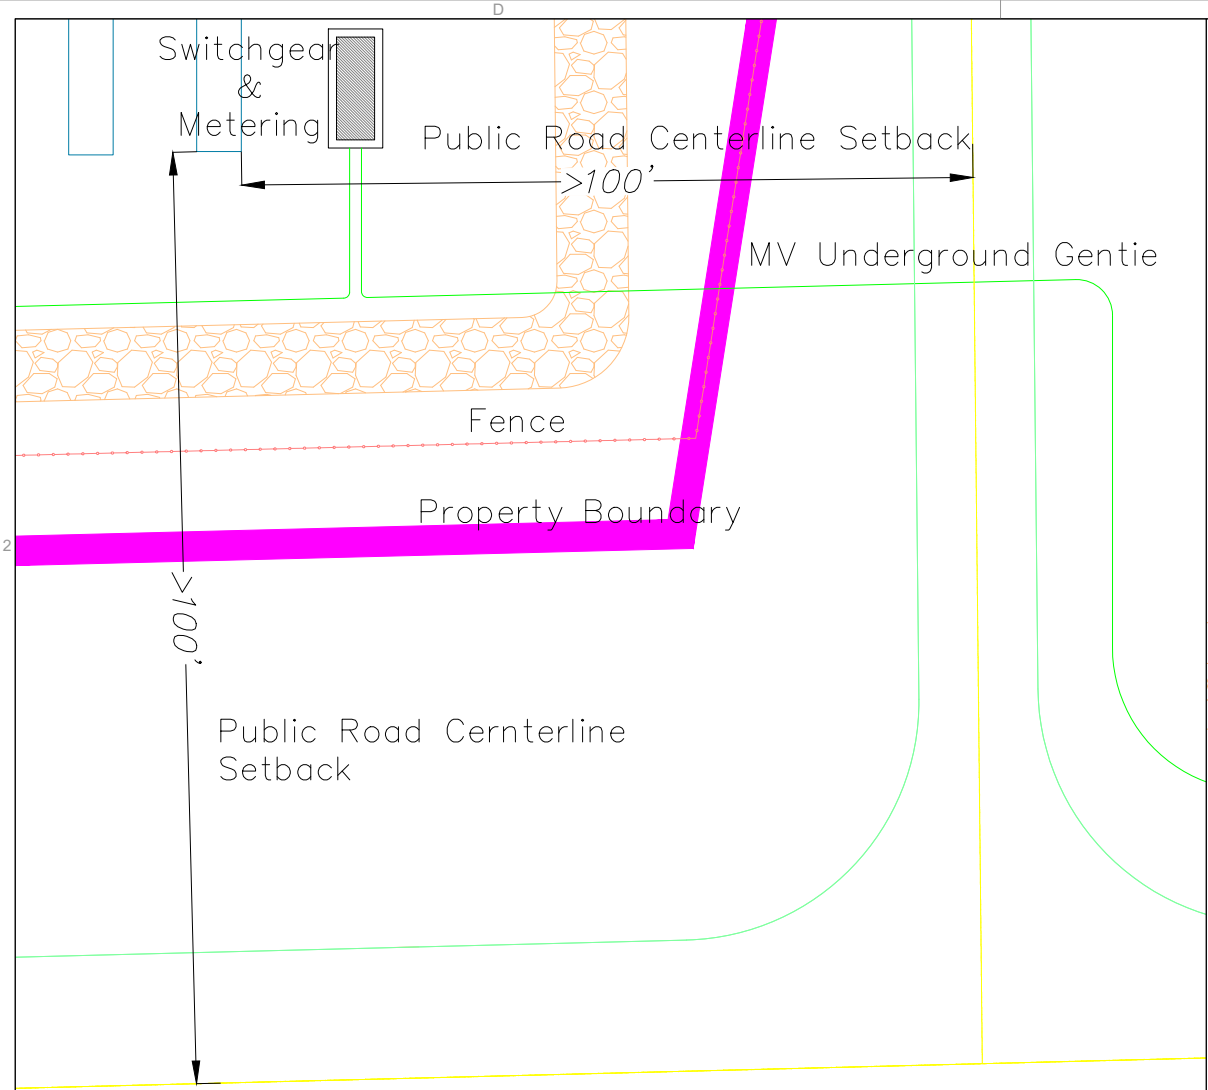 D
Switchgear
&
Metering
Public Road Centerline Setback
>100'
MV Underground Gentie
Fence
Property Boundary
2
>100'
Public Road Cernterline
Setback